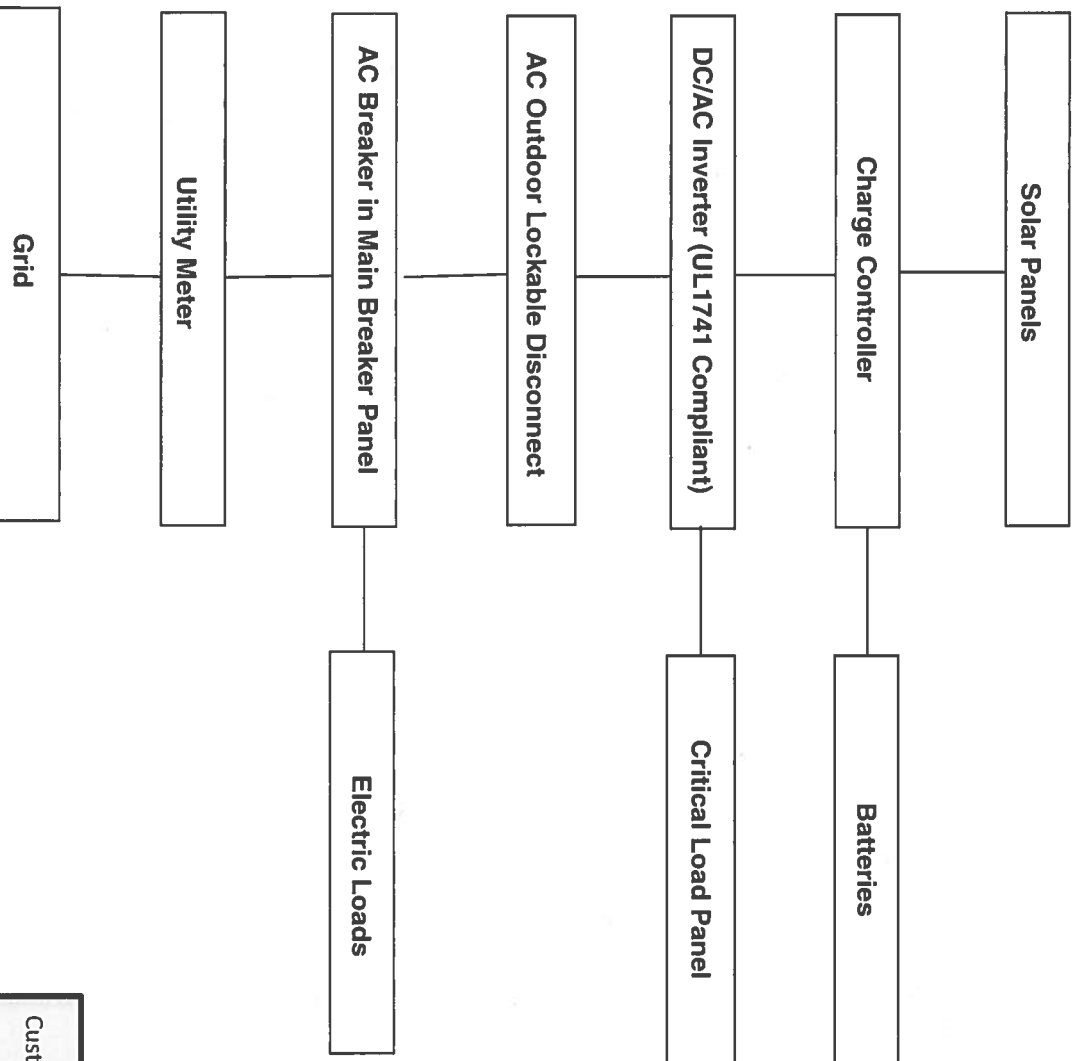 Solar Panels
Charge Controller
Batteries
DC/AC Inverter (UL1741 Compliant)
Critical Load Panel
AC Outdoor Lockable Disconnect
AC Breaker in Main Breaker Panel
Electric Loads
Utility Meter
Grid